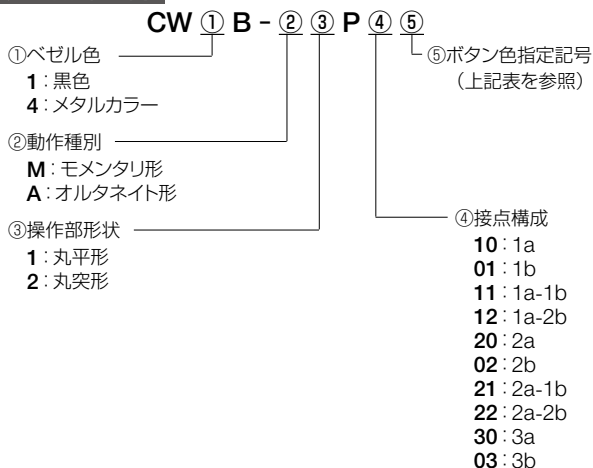 CW ① B - ② ③ P ④ ⑤
①ベゼル色
1：黒色
4：メタルカラー
②動作種別
M：モメンタリ形
A：オルタネイト形
③操作部形状
1：丸平形
2：丸突形
⑤ボタン色指定記号
（上記表を参照）
④接点構成
10：1a
01：1b
11：1a-1b
12：1a-2b
20：2a
02：2b
21：2a-1b
22：2a-2b
30：3a
03：3b